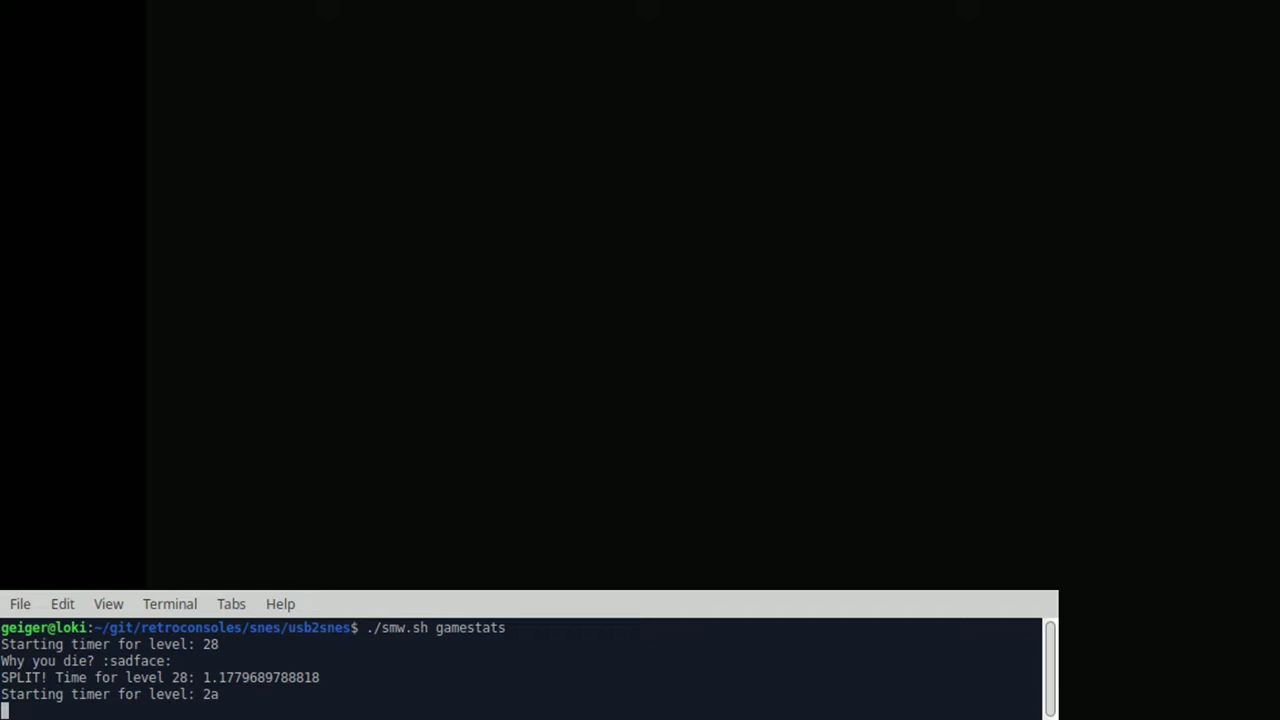 File Edit View Terminal Tabs Help
geiger@loki:~/git/retroconsoles/snes/usb2snes$ ./smw.sh gamestats
Starting timer for level: 28
Why you die? :sadface:
SPLIT! Time for level 28: 1.1779689788818
Starting timer for level: 2a